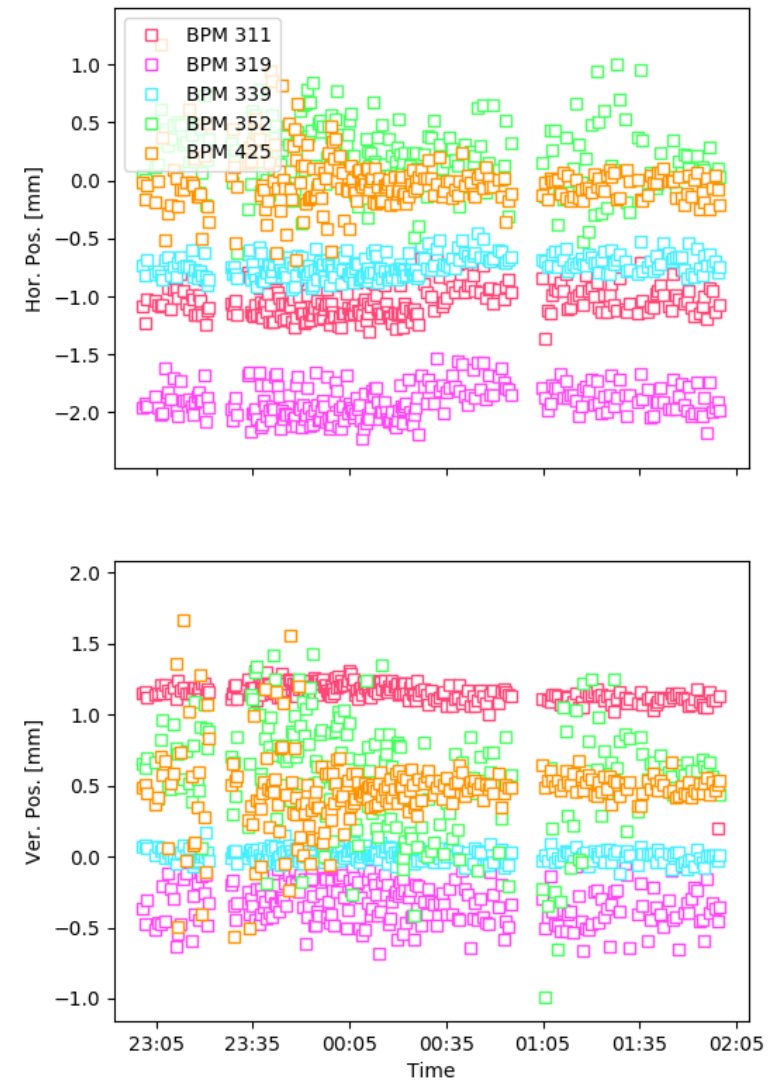 Hor. Pos. [mm]
1.0
0.5
0.0
−0.5
−1.0
−1.5
−2.0
BPM 311
BPM 319
BPM 339
BPM 352
BPM 425
Ver. Pos. [mm]
2.0
1.5
1.0
0.5
0.0
−0.5
−1.0
23:05 23:35 00:05 00:35 01:05 01:35 02:05
Time